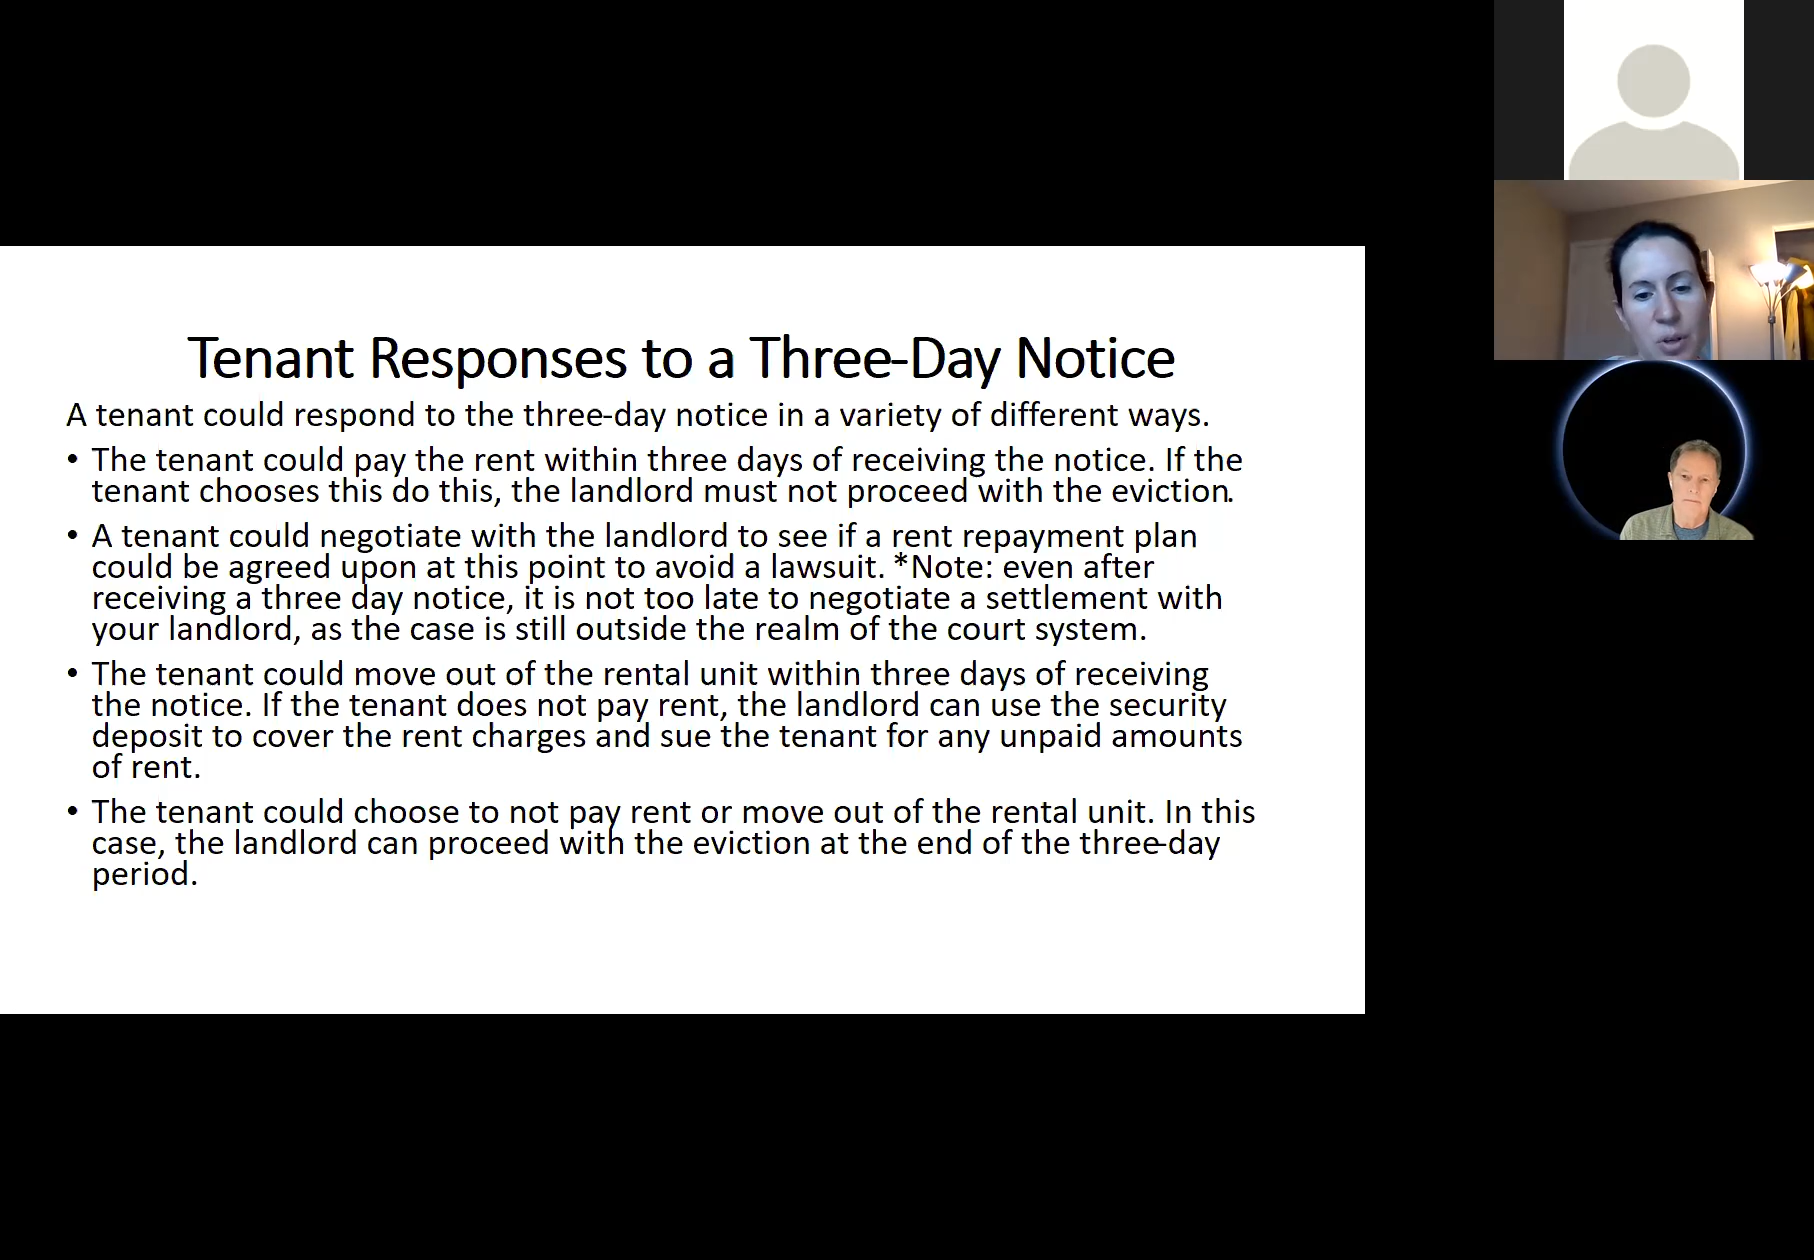 Tenant Responses to a Three-Day Notice
A tenant could respond to the three-day notice in a variety of different ways.
• The tenant could pay the rent within three days of receiving the notice. If the
tenant chooses this do this, the landlord must not proceed with the eviction.
• A tenant could negotiate with the landlord to see if a rent repayment plan
could be agreed upon at this point to avoid a lawsuit. *Note: even after
receiving a three day notice, it is not too late to negotiate a settlement with
your landlord, as the case is still outside the realm of the court system.
• The tenant could move out of the rental unit within three days of receiving
the notice. If the tenant does not pay rent, the landlord can use the security
deposit to cover the rent charges and sue the tenant for any unpaid amounts
of rent.
• The tenant could choose to not pay rent or move out of the rental unit. In this
case, the landlord can proceed with the eviction at the end of the three-day
period.